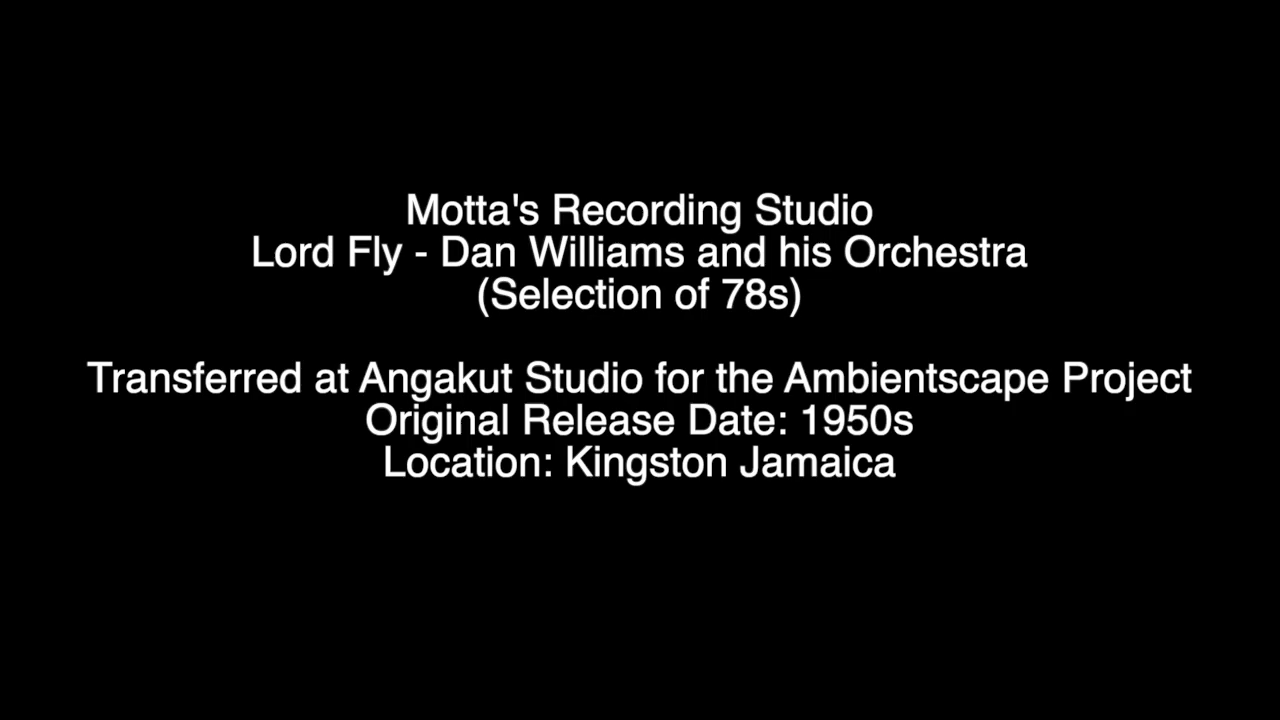 Motta's Recording Studio
Lord Fly - Dan Williams and his Orchestra
(Selection of 78s)
Transferred at Angakut Studio for the Ambientscape Project
Original Release Date: 1950s
Location: Kingston Jamaica